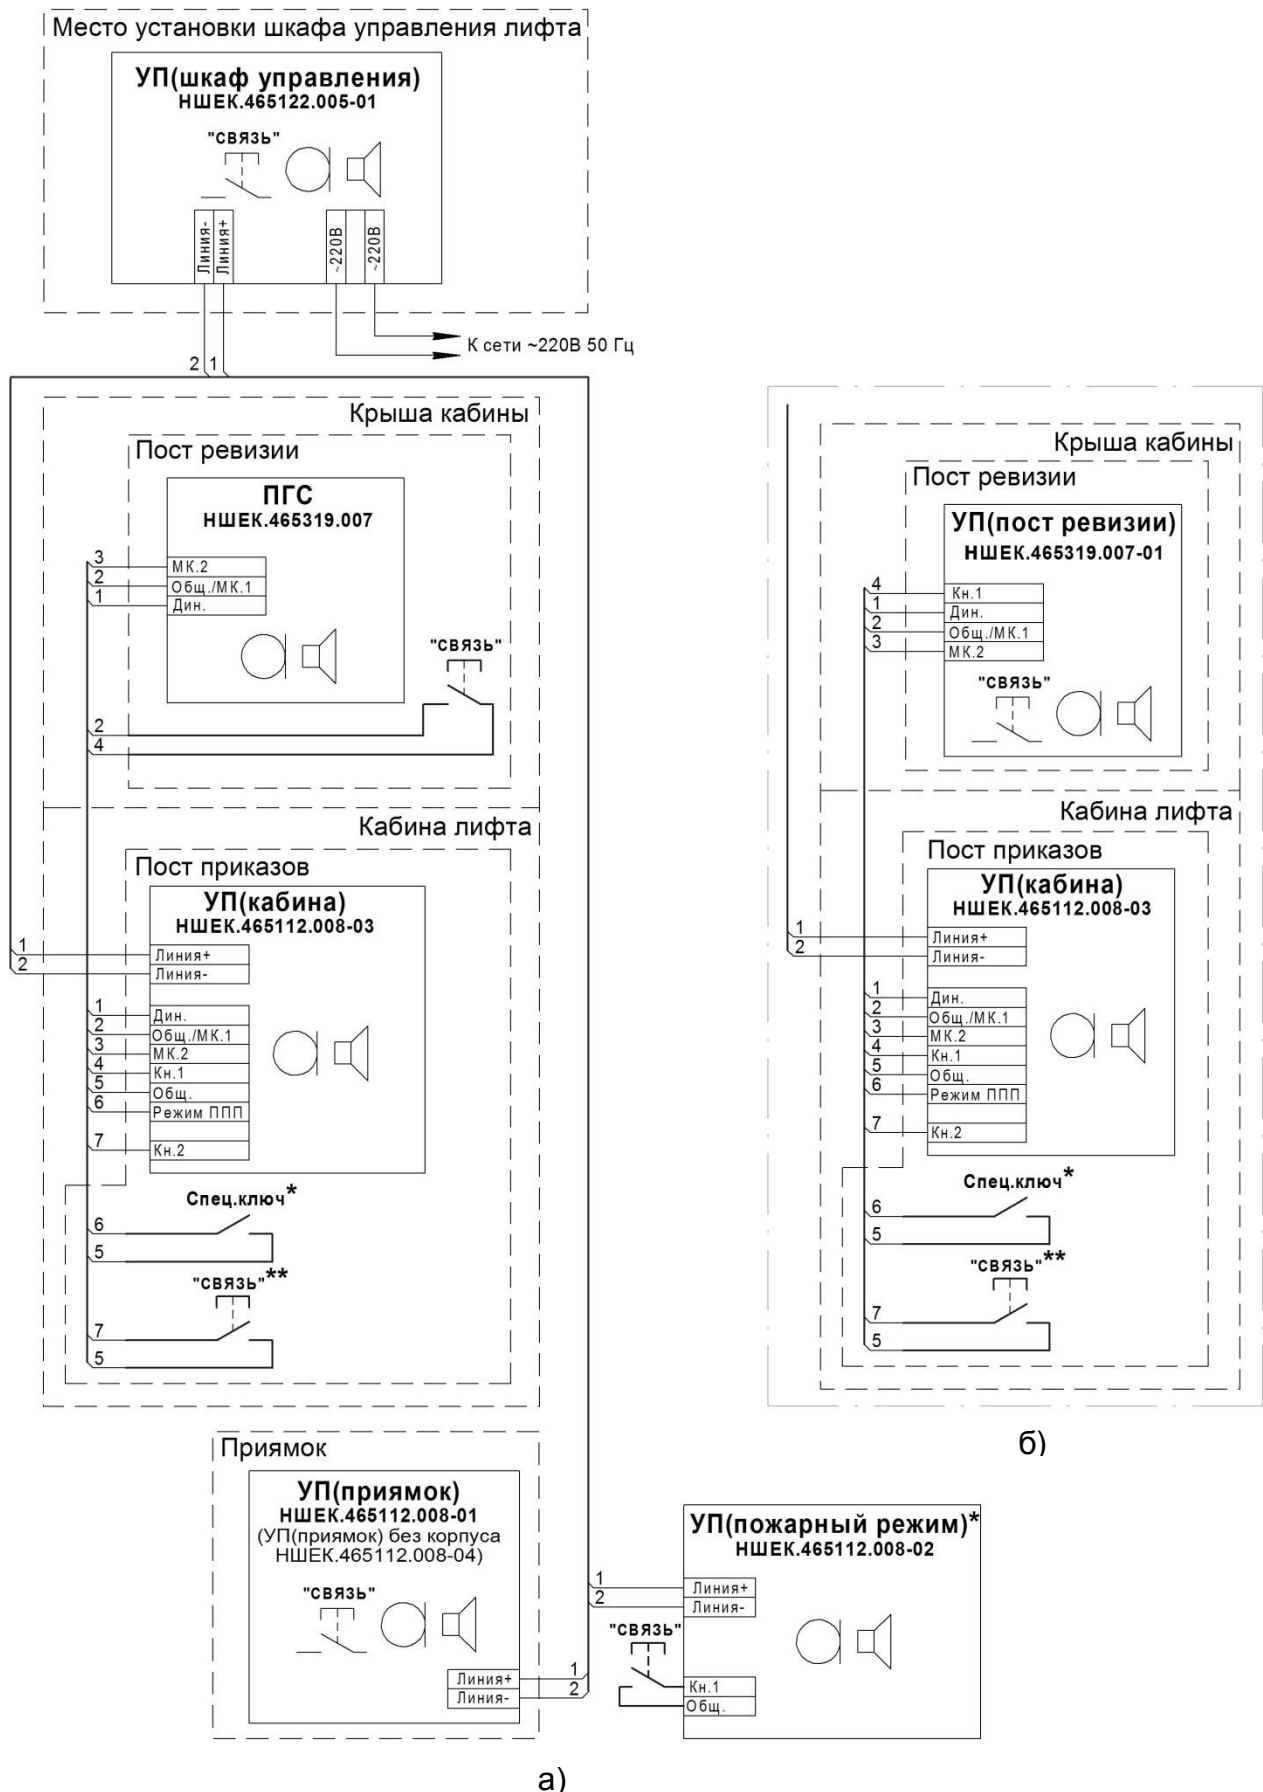 Место установки шкафа управления лифта
УП(шкаф управления)
НШЕК.465122.005-01
"СВЯЗЬ"
Линия-
Линия+
~220В
~220В
К сети ~220В 50 Гц
2
1
Крыша кабины
Пост ревизии
ПГС
НШЕК.465319.007
3
МК.2
2
Общ./МК.1
1
Дин.
"СВЯЗЬ"
2
4
Кабина лифта
Пост приказов
УП(кабина)
НШЕК.465112.008-03
1
Линия+
2
Линия-
1
Дин.
2
Общ./МК.1
3
МК.2
4
Кн.1
5
Общ.
6
Режим ППП
7
Кн.2
Спец.ключ*
6
5
"СВЯЗЬ"**
7
5
Приямок
УП(приямок)
НШЕК.465112.008-01
(УП(приямок) без корпуса
НШЕК.465112.008-04)
"СВЯЗЬ"
Линия+
1
Линия-
2
УП(пожарный режим)*
НШЕК.465112.008-02
1
Линия+
2
Линия-
"СВЯЗЬ"
Кн.1
Общ.
а)
Крыша кабины
Пост ревизии
УП(пост ревизии)
НШЕК.465319.007-01
4
Кн.1
1
Дин.
2
Общ./МК.1
3
МК.2
"СВЯЗЬ"
Кабина лифта
Пост приказов
УП(кабина)
НШЕК.465112.008-03
1
Линия+
2
Линия-
1
Дин.
2
Общ./МК.1
3
МК.2
4
Кн.1
5
Общ.
6
Режим ППП
7
Кн.2
Спец.ключ*
6
5
"СВЯЗЬ"**
7
5
б)